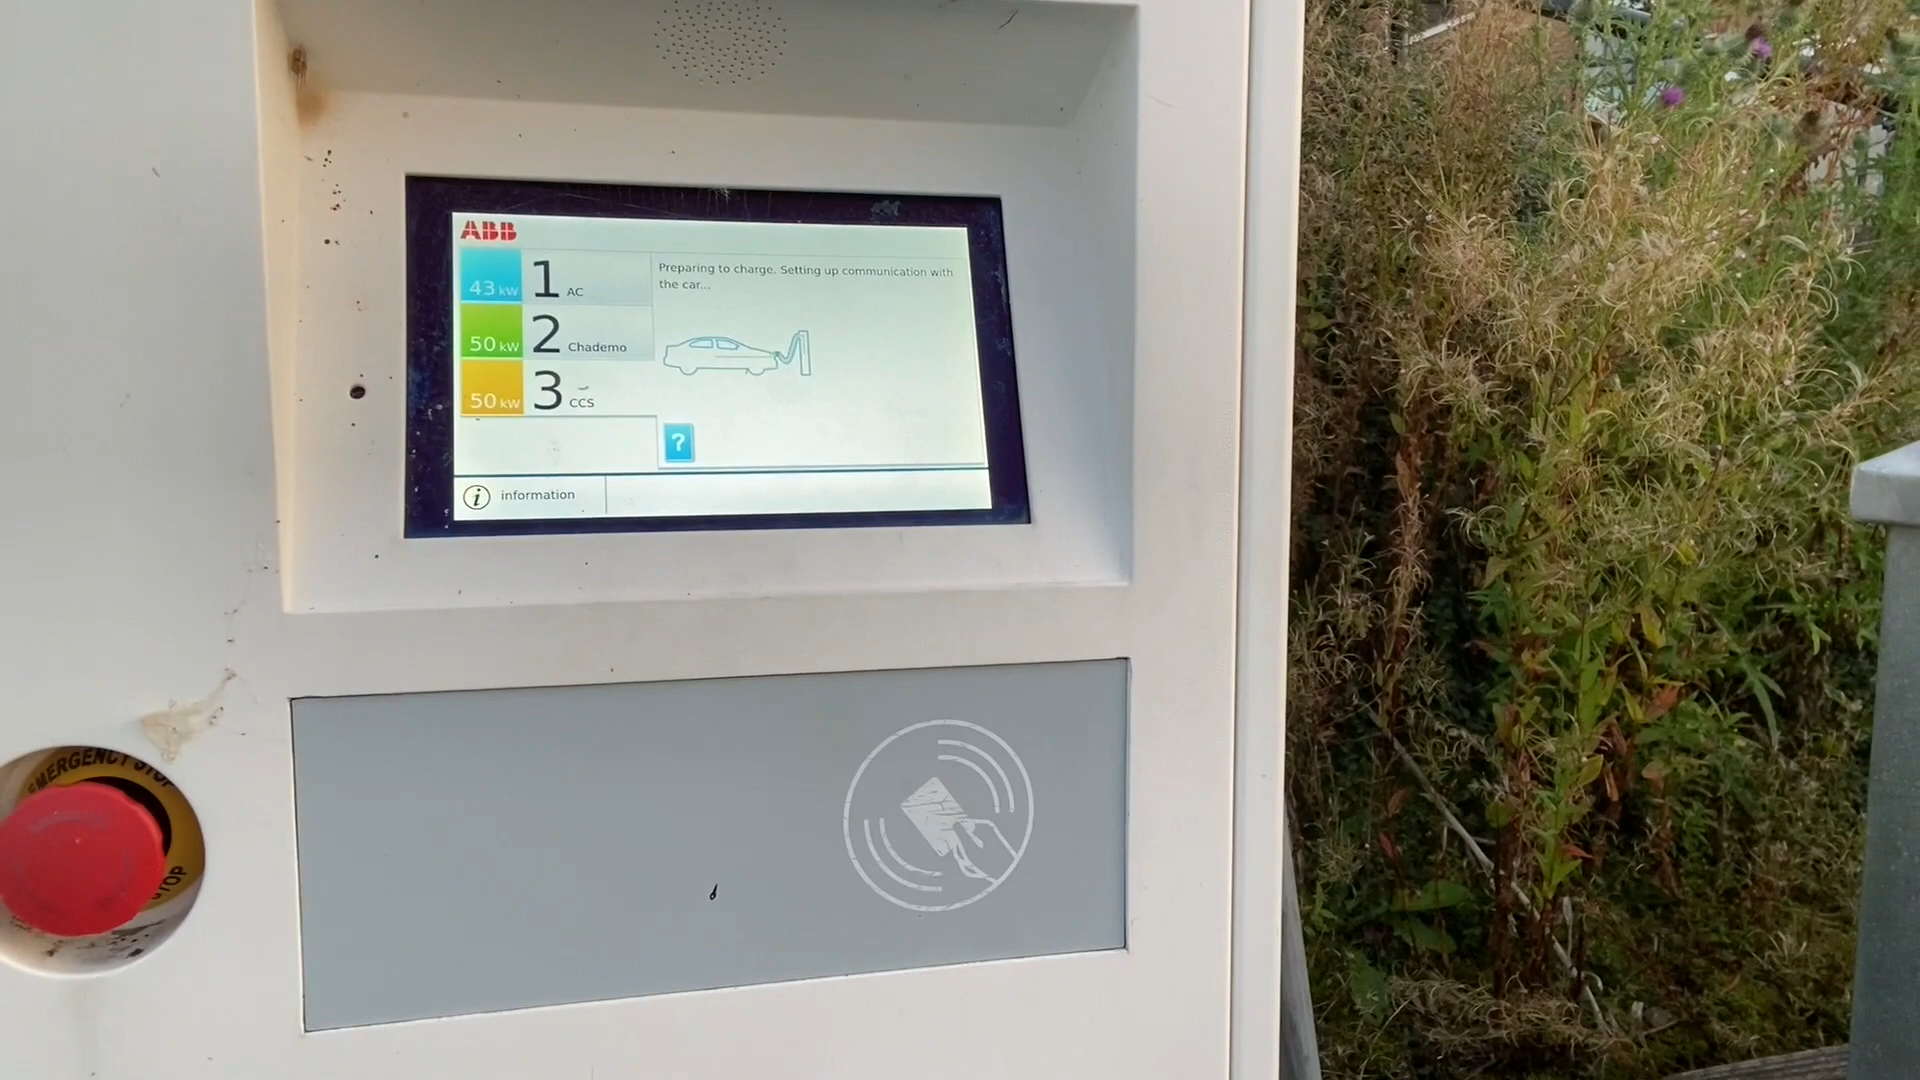 ABB
43 kW 1 AC
50 kW 2 Chademo
50 kW 3 CCS
Preparing to charge. Setting up communication with
the car...
?
i information
EMERGENCY STOP
STOP